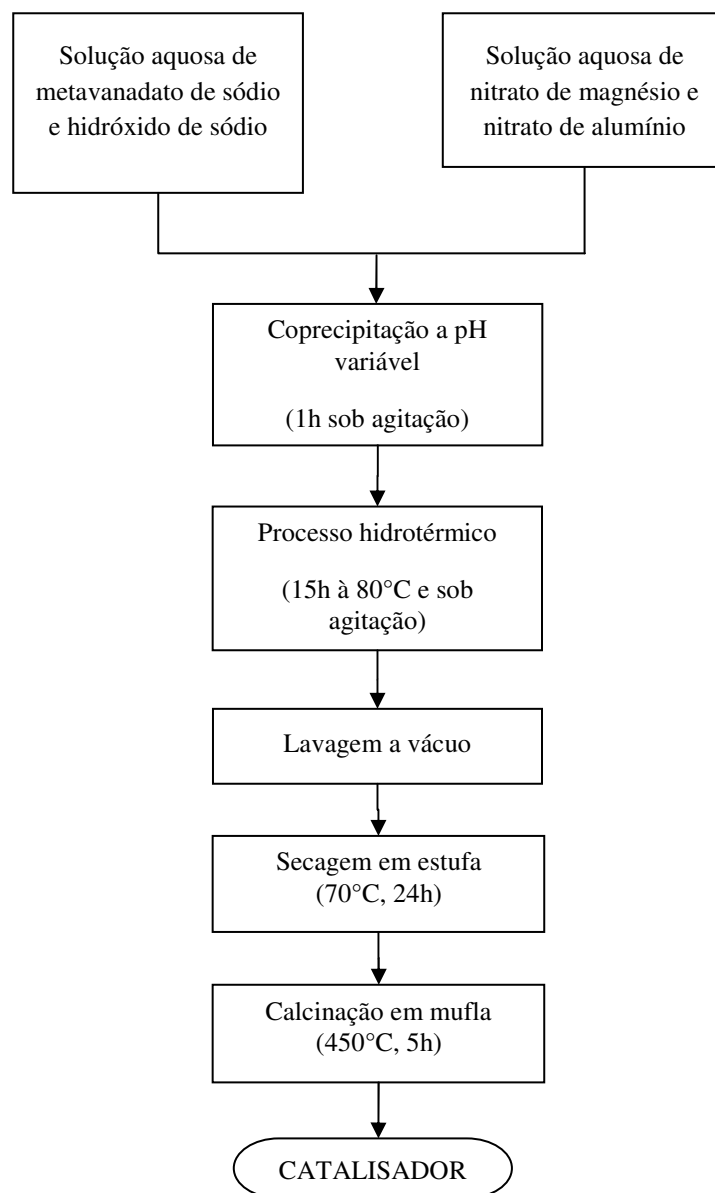 Solução aquosa de
metavanadato de sódio
e hidróxido de sódio
Solução aquosa de
nitrato de magnésio e
nitrato de alumínio
Coprecipitação a pH
variável
(1h sob agitação)
Processo hidrotérmico
(15h à 80°C e sob
agitação)
Lavagem a vácuo
Secagem em estufa
(70°C, 24h)
Calcinação em mufla
(450°C, 5h)
CATALISADOR